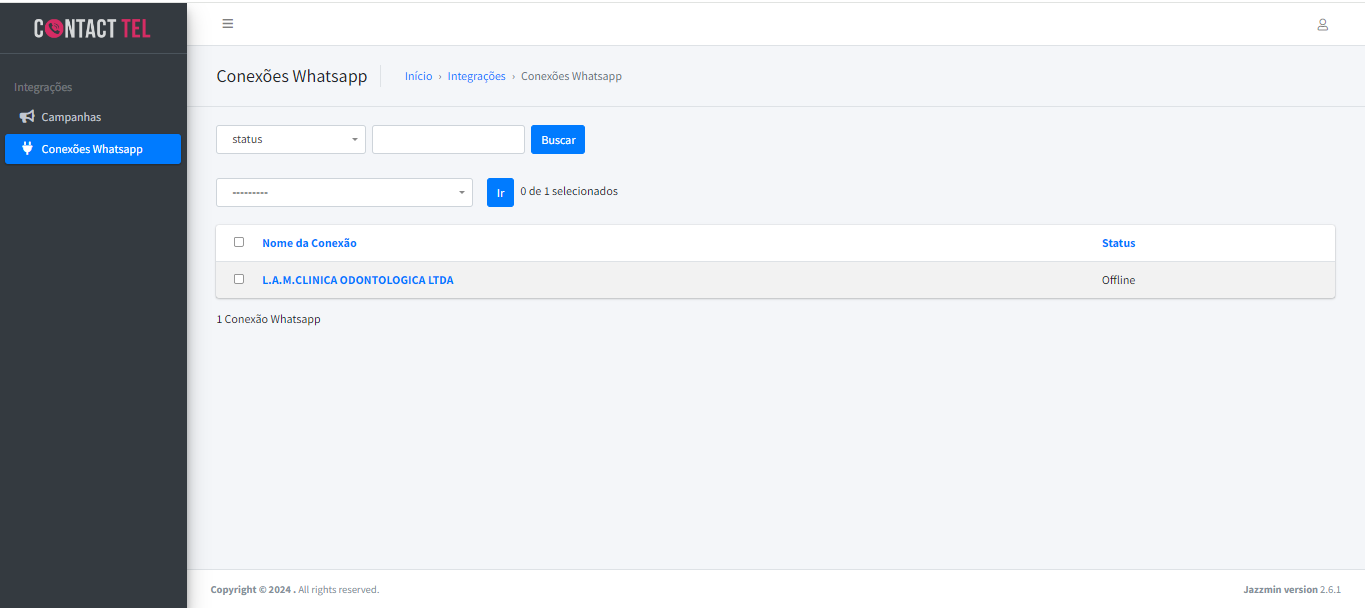 CONTACT TEL
Integrações
Campanhas
Conexões Whatsapp
Conexões Whatsapp
Início › Integrações › Conexões Whatsapp
status
Buscar
---------
Ir
0 de 1 selecionados
Nome da Conexão Status
L.A.M.CLINICA ODONTOLOGICA LTDA Offline
1 Conexão Whatsapp
Copyright © 2024 . All rights reserved. Jazzmin version 2.6.1